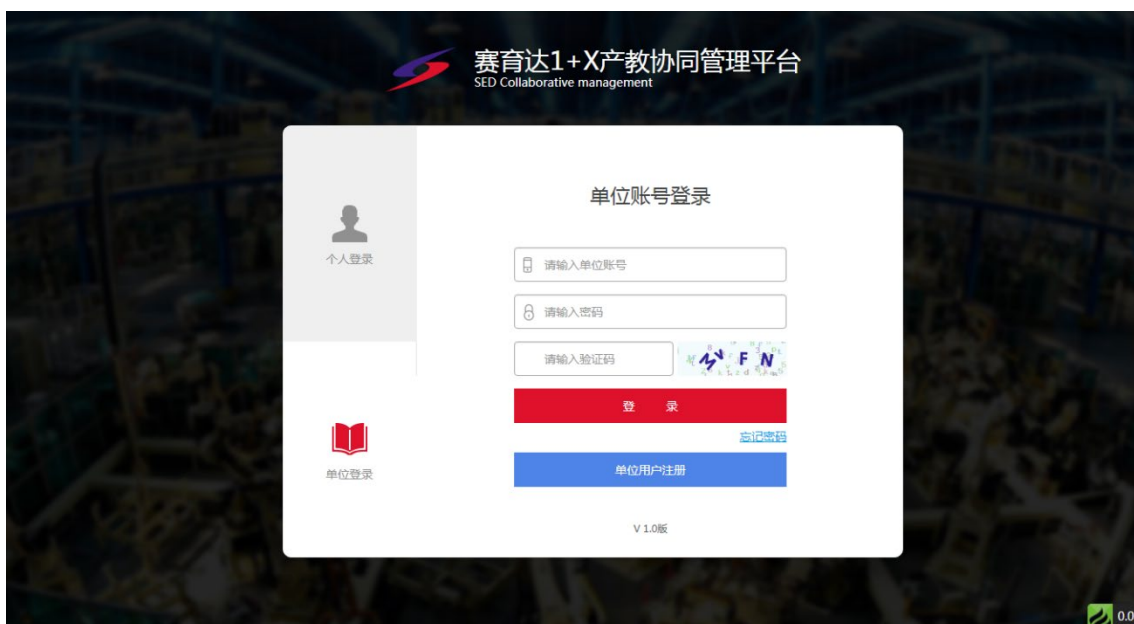 赛育达1+X产教协同管理平台
SED Collaborative management
单位账号登录
个人登录
请输入单位账号
请输入密码
请输入验证码
F N
登 录
忘记密码
单位登录
单位用户注册
V 1.0版
0.0